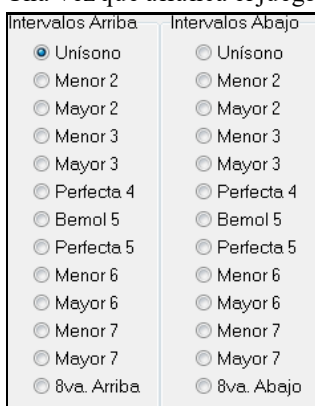 Intervalos Arriba
Unísono
Menor 2
Mayor 2
Menor 3
Mayor 3
Perfecta 4
Bemol 5
Perfecta 5
Menor 6
Mayor 6
Menor 7
Mayor 7
8va. Arriba
Intervalos Abajo
Unísono
Menor 2
Mayor 2
Menor 3
Mayor 3
Perfecta 4
Bemol 5
Perfecta 5
Menor 6
Mayor 6
Menor 7
Mayor 7
8va. Abajo